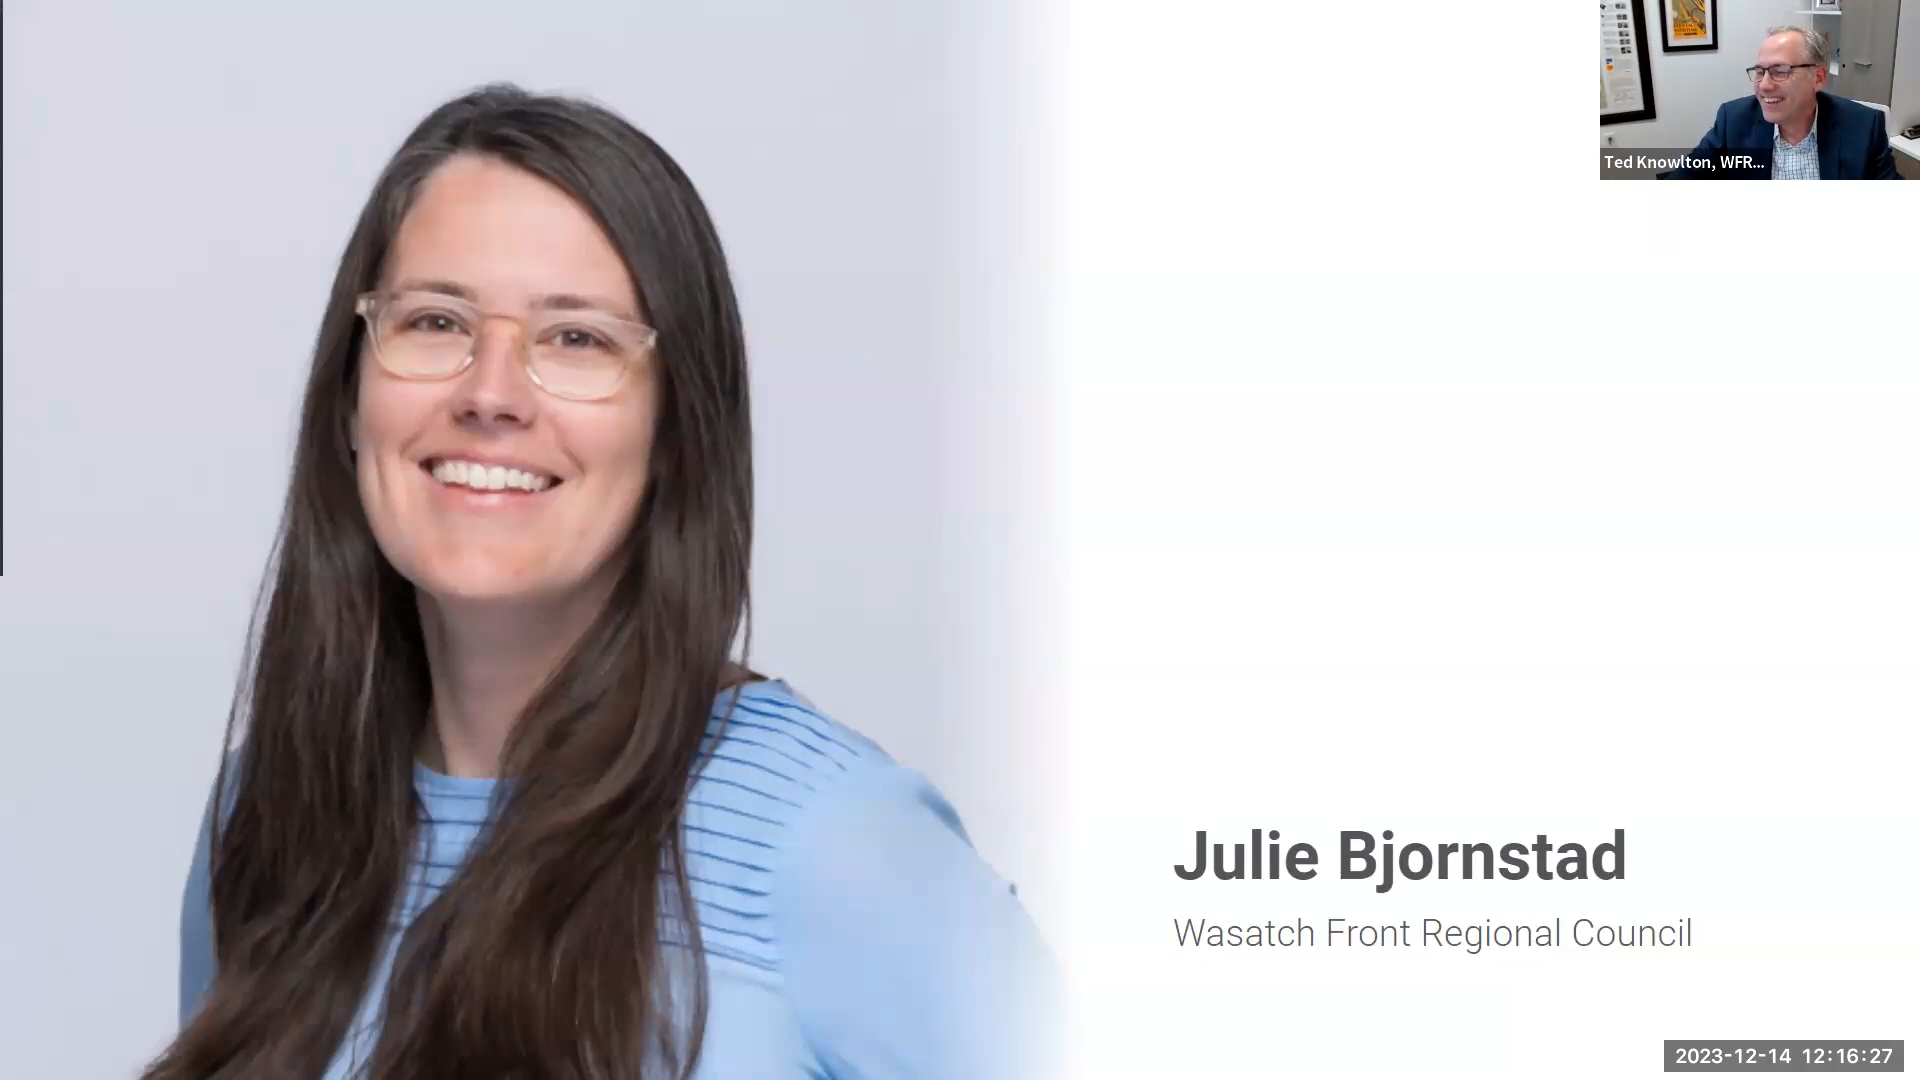 Ted Knowlton, WFR...
Julie Bjornstad
Wasatch Front Regional Council
2023-12-14 12:16:27